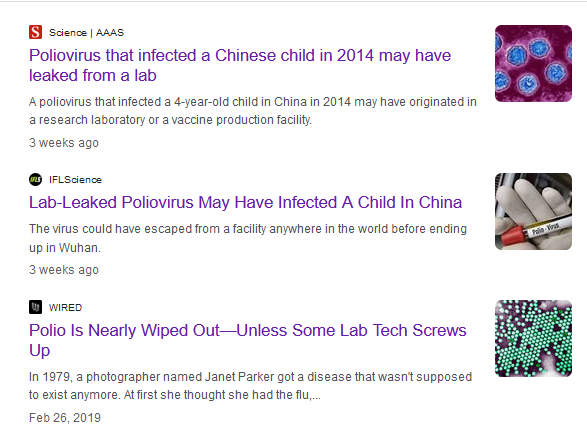 Science | AAAS
Poliovirus that infected a Chinese child in 2014 may have
leaked from a lab
A poliovirus that infected a 4-year-old child in China in 2014 may have originated in
a research laboratory or a vaccine production facility.
3 weeks ago
IFLS IFLScience
Lab-Leaked Poliovirus May Have Infected A Child In China
The virus could have escaped from a facility anywhere in the world before ending
up in Wuhan.
3 weeks ago
Polio - Virus
WIRED
Polio Is Nearly Wiped Out—Unless Some Lab Tech Screws
Up
In 1979, a photographer named Janet Parker got a disease that wasn't supposed
to exist anymore. At first she thought she had the flu,...
Feb 26, 2019